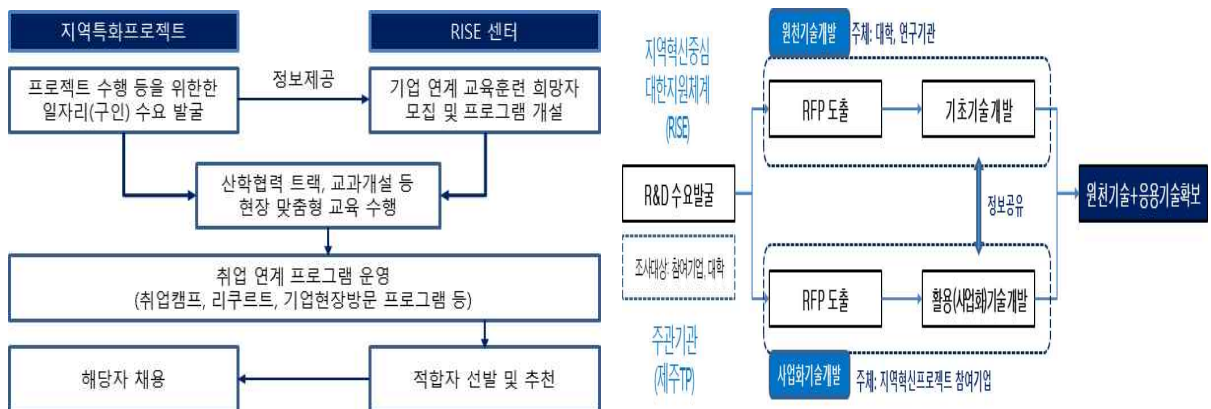 지역특화프로젝트
RISE 센터
프로젝트 수행 등을 위한한
일자리(구인) 수요 발굴
정보제공
기업 연계 교육훈련 희망자
모집 및 프로그램 개설
산학협력 트랙, 교과개설 등
현장 맞춤형 교육 수행
취업 연계 프로그램 운영
(취업캠프, 리쿠르트, 기업현장방문 프로그램 등)
해당자 채용
적합자 선발 및 추천
지역혁신중심
대한지원체계
(RISE)
원천기술개발
주체: 대학, 연구기관
RFP 도출
기초기술개발
R&D 수요발굴
정보공유
원천기술+응용기술확보
조사대상: 참여기업, 대학
RFP 도출
활용(사업화)기술개발
주관기관
(제주TP)
사업화기술개발
주체: 지역혁신프로젝트 참여기업